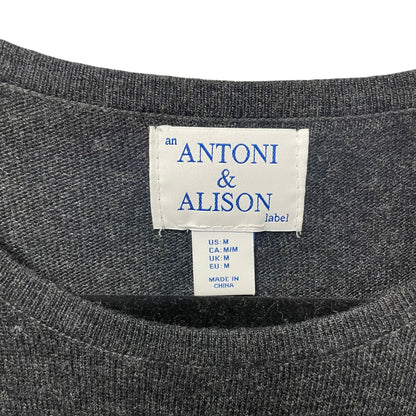 an
ANTONI
&
ALISON
label
US: M
CA: M/M
UK: M
EU: M
MADE IN
CHINA